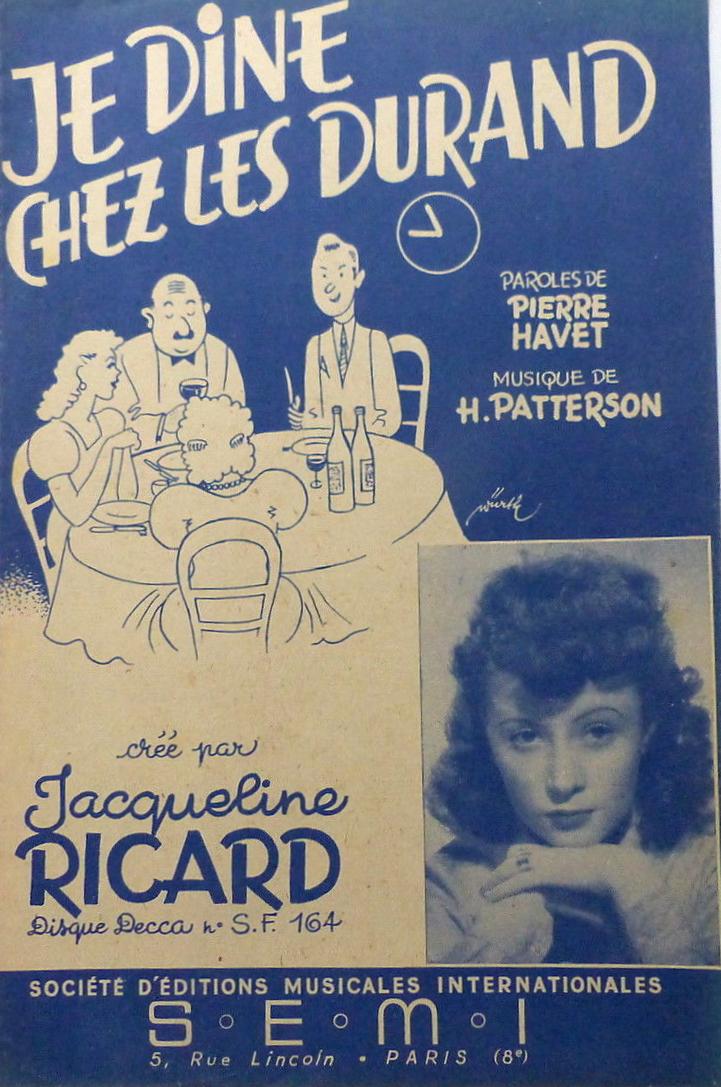 JE DiNE
CHEZ LES DURAND
PAROLES DE
PIERRE
HAVET
MUSIQUE DE
H. PATTERSON
würth
créé par
Jacqueline
RICARD
Disque Decca n° S.F. 164
SOCIÉTÉ D'ÉDITIONS MUSICALES INTERNATIONALES
S∘E∘M∘I
5, Rue Lincoln • PARIS (8e)